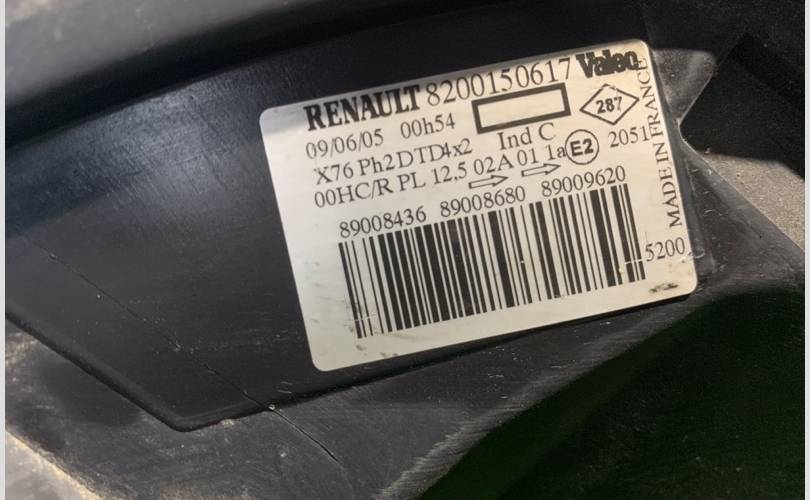 RENAULT 8200150617 Valeo
09/06/05 00h54 287
X76 Ph2DTD4x2 Ind C E2 2051
00HC/R PL 12,5 02A 01 1a
MADE IN FRANCE
89008436 89008680 89009620
5200